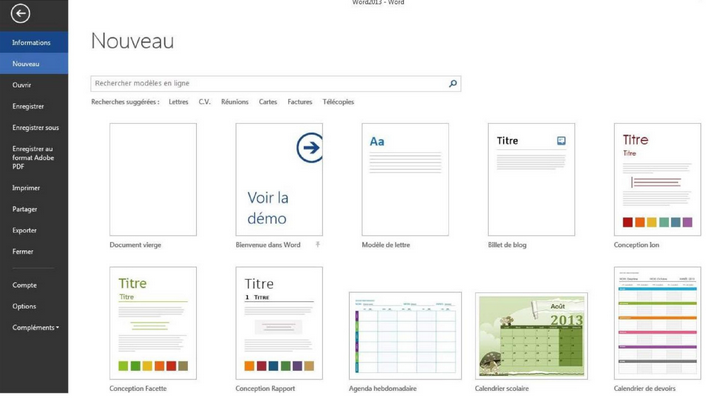 Word2013 - Word
Informations
Nouveau
Ouvrir
Enregistrer
Enregistrer sous
Enregistrer au
format Adobe
PDF
Imprimer
Partager
Exporter
Fermer
Compte
Options
Compléments
Nouveau
Rechercher modèles en ligne
Recherches suggérées : Lettres C.V. Réunions Cartes Factures Télécopies
Document vierge
Voir la
démo
Bienvenue dans Word
Aa
Modèle de lettre
Titre
Billet de blog
Titre
Titre
Conception Ion
Titre
Titre
Conception Facette
Titre
1 TITRE
Conception Rapport
Agenda hebdomadaire
Août
2013
Calendrier scolaire
Calendrier de devoirs